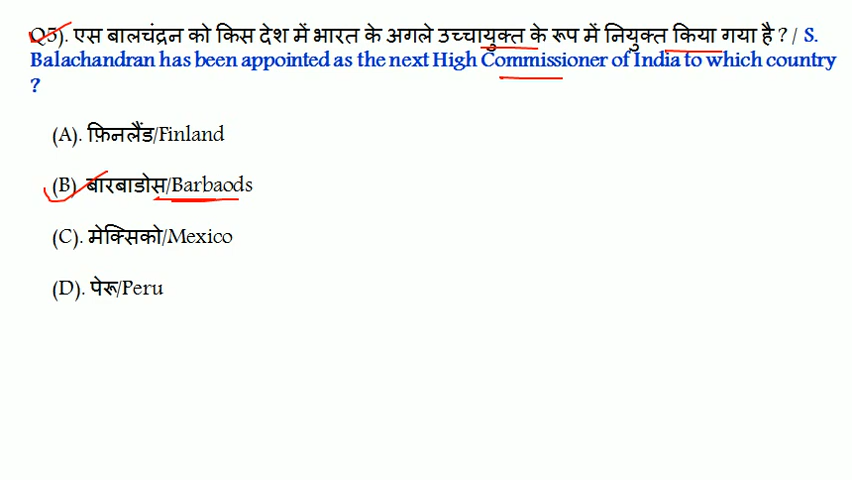 Q5). एस बालचंद्रन को किस देश में भारत के अगले उच्चायुक्त के रूप में नियुक्त किया गया है ? / S.
Balachandran has been appointed as the next High Commissioner of India to which country
?
(A). फ़िनलैंड/Finland
(B). बारबाडोस/Barbaods
(C). मेक्सिको/Mexico
(D). पेरू/Peru